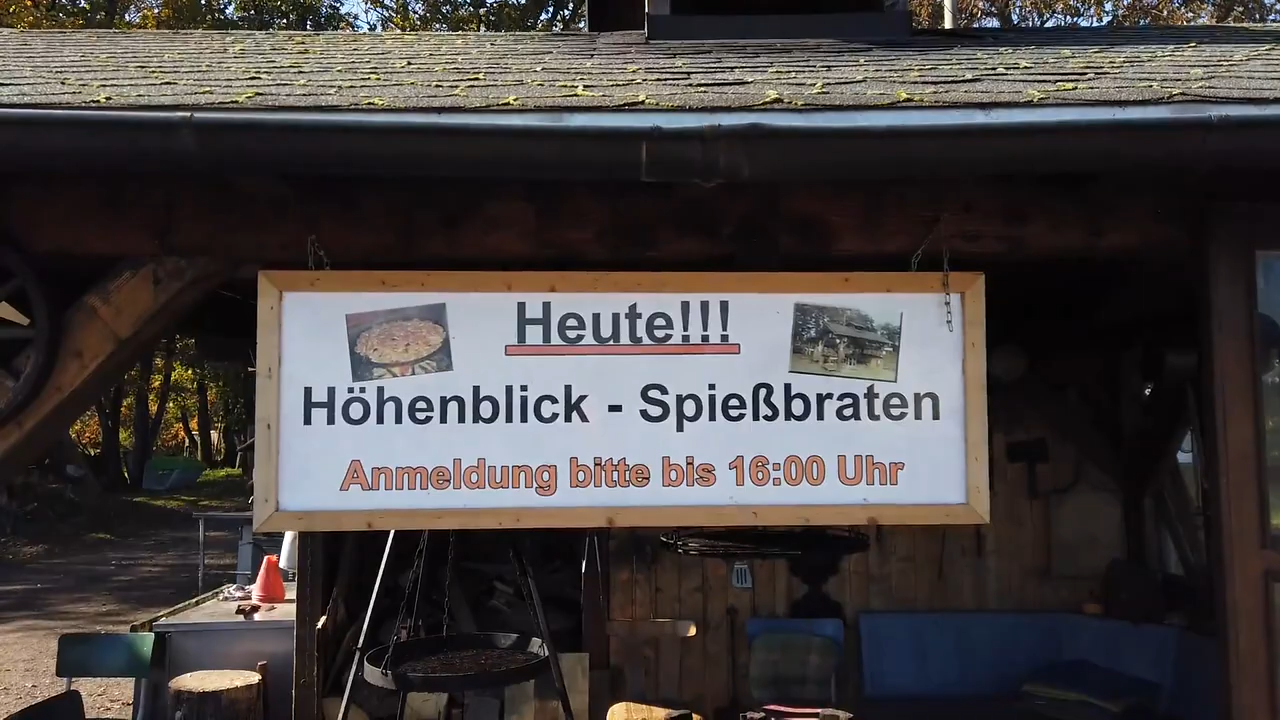 Heute!!!
Höhenblick - Spießbraten
Anmeldung bitte bis 16:00 Uhr